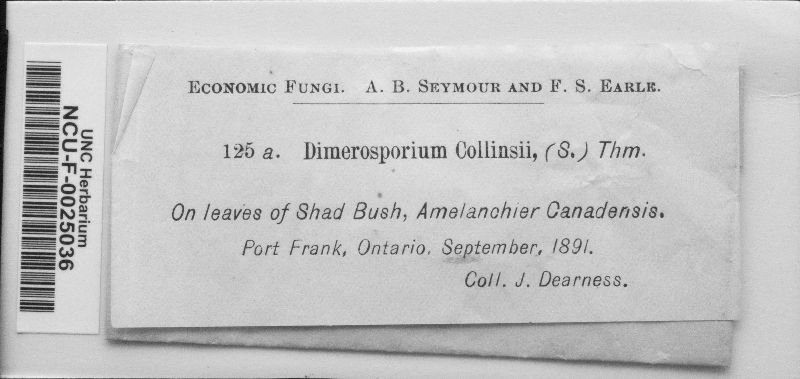 ECONOMIC FUNGI. A. B. SEYMOUR AND F. S. EARLE.
125 a. Dimerosporium Collinsii, (S.) Thm.
On leaves of Shad Bush, Amelanchier Canadensis.
Port Frank, Ontario, September, 1891.
Coll. J. Dearness.
UNC Herbarium
NCU-F-0025036